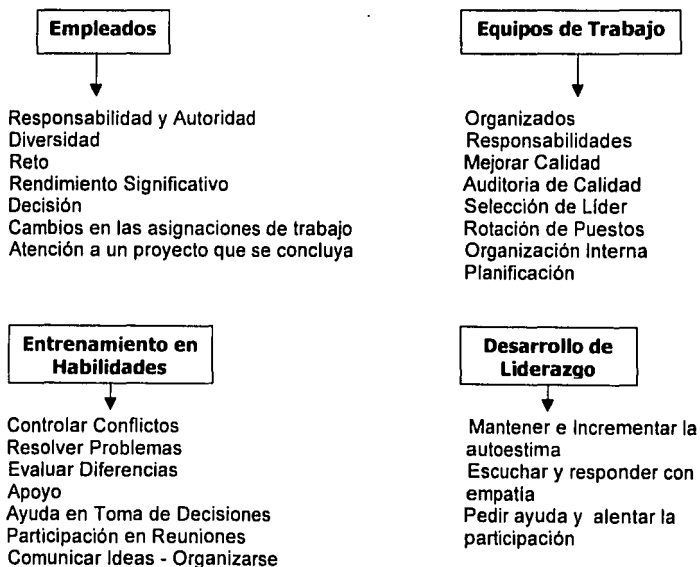 Empleados
Responsabilidad y Autoridad
Diversidad
Reto
Rendimiento Significativo
Decisión
Cambios en las asignaciones de trabajo
Atención a un proyecto que se concluya
Equipos de Trabajo
Organizados
Responsabilidades
Mejorar Calidad
Auditoria de Calidad
Selección de Líder
Rotación de Puestos
Organización Interna
Planificación
Entrenamiento en
Habilidades
Controlar Conflictos
Resolver Problemas
Evaluar Diferencias
Apoyo
Ayuda en Toma de Decisiones
Participación en Reuniones
Comunicar Ideas - Organizarse
Desarrollo de
Liderazgo
Mantener e Incrementar la
autoestima
Escuchar y responder con
empatía
Pedir ayuda y alentar la
participación